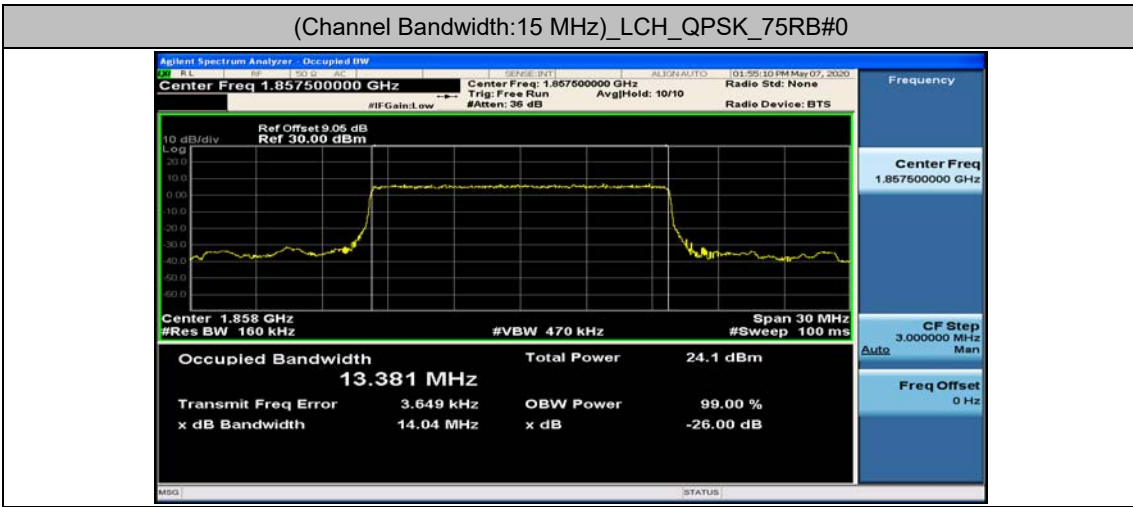 (Channel Bandwidth:15 MHz)_LCH_QPSK_75RB#0
Agilent Spectrum Analyzer - Occupied BW
RL RF 50 Ω AC SENSE:INT ALIGN AUTO 01:55:10 PM May 07, 2020
Center Freq 1.857500000 GHz
Center Freq: 1.857500000 GHz
Radio Std: None
Trig: Free Run Avg|Hold: 10/10
#IFGain:Low #Atten: 36 dB Radio Device: BTS
Ref Offset 9.05 dB
10 dB/div Ref 30.00 dBm
Log
20.0
10.0
0.00
-10.0
-20.0
-30.0
-40.0
-50.0
-60.0
Center 1.858 GHz Span 30 MHz
#Res BW 160 kHz #VBW 470 kHz #Sweep 100 ms
Occupied Bandwidth Total Power 24.1 dBm
13.381 MHz
Transmit Freq Error 3.649 kHz OBW Power 99.00 %
x dB Bandwidth 14.04 MHz x dB -26.00 dB
MSG STATUS
Frequency
Center Freq
1.857500000 GHz
CF Step
3.000000 MHz
Auto Man
Freq Offset
0 Hz